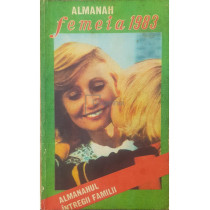 ALMANAH
femeia 1983
ALMANAHUL
ÎNTREGII FAMILII